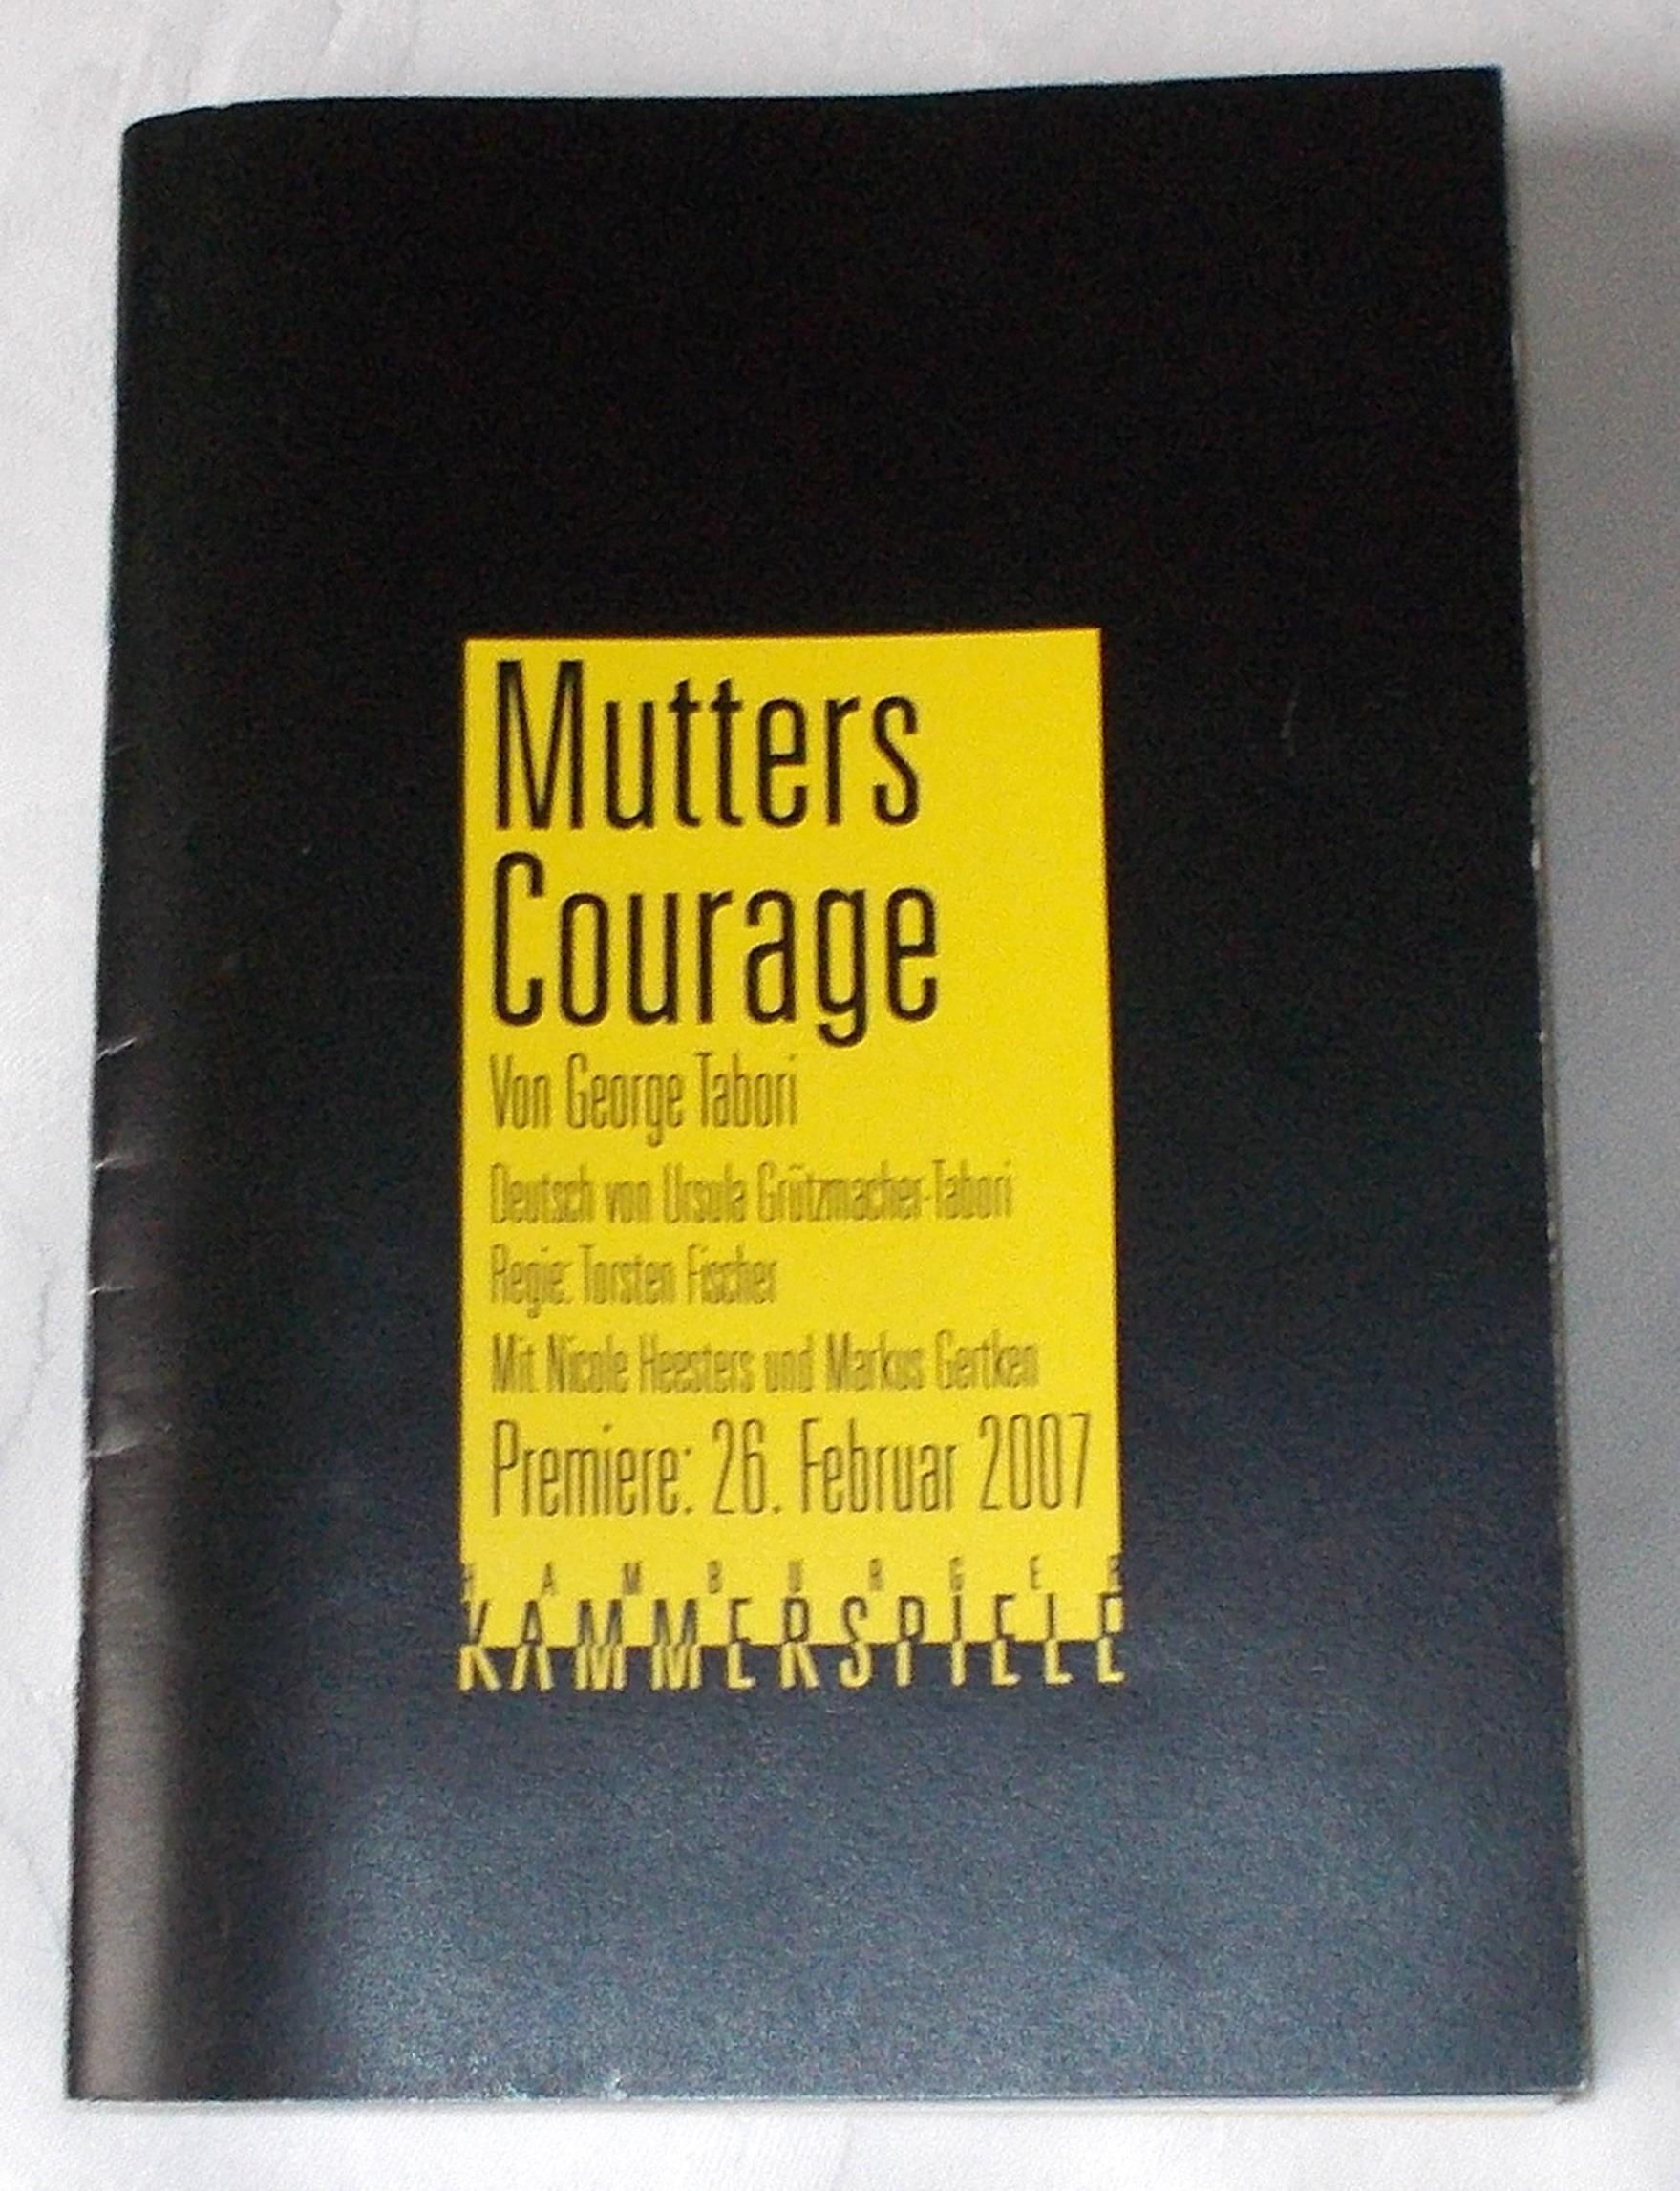 Mutters
Courage
Von George Tabori
Deutsch von Ursula Grützmacher-Tabori
Regie: Torsten Fischer
Mit Nicole Heesters und Markus Gertken
Premiere: 26. Februar 2007
HAMBURGER
KAMMERSPIELE